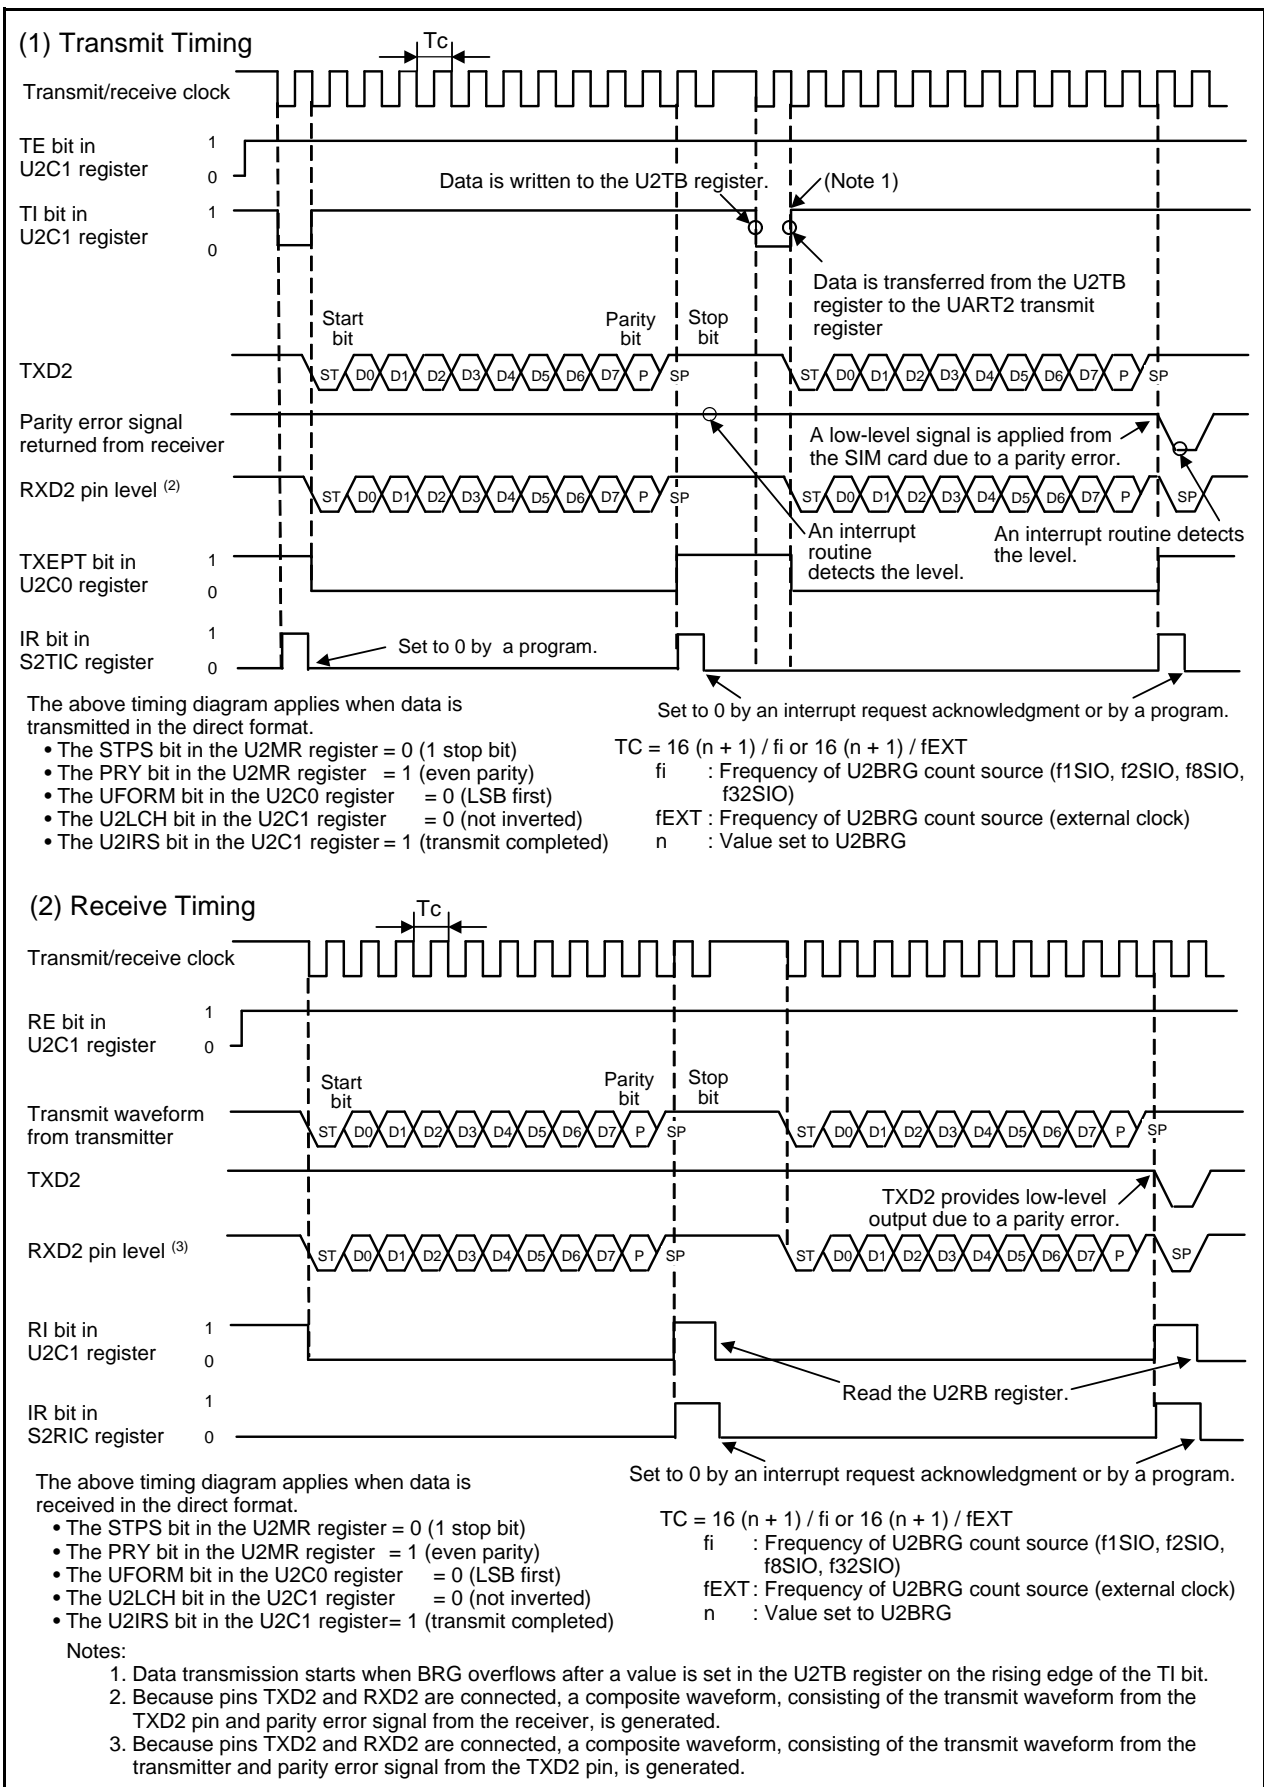 (1) Transmit Timing
Tc
Transmit/receive clock
TE bit in
U2C1 register
1
0
Data is written to the U2TB register.
(Note 1)
TI bit in
U2C1 register
1
0
Data is transferred from the U2TB
register to the UART2 transmit
register
Start
bit
Parity
bit
Stop
bit
TXD2
ST D0 D1 D2 D3 D4 D5 D6 D7 P SP
ST D0 D1 D2 D3 D4 D5 D6 D7 P SP
Parity error signal
returned from receiver
A low-level signal is applied from
the SIM card due to a parity error.
RXD2 pin level (2)
ST D0 D1 D2 D3 D4 D5 D6 D7 P SP
ST D0 D1 D2 D3 D4 D5 D6 D7 P SP
An interrupt
routine
detects the level.
An interrupt routine detects
the level.
TXEPT bit in
U2C0 register
1
0
IR bit in
S2TIC register
1
0
Set to 0 by a program.
Set to 0 by an interrupt request acknowledgment or by a program.
The above timing diagram applies when data is
transmitted in the direct format.
• The STPS bit in the U2MR register = 0 (1 stop bit)
• The PRY bit in the U2MR register = 1 (even parity)
• The UFORM bit in the U2C0 register = 0 (LSB first)
• The U2LCH bit in the U2C1 register = 0 (not inverted)
• The U2IRS bit in the U2C1 register = 1 (transmit completed)
TC = 16 (n + 1) / fi or 16 (n + 1) / fEXT
fi : Frequency of U2BRG count source (f1SIO, f2SIO, f8SIO,
f32SIO)
fEXT : Frequency of U2BRG count source (external clock)
n : Value set to U2BRG
(2) Receive Timing
Tc
Transmit/receive clock
RE bit in
U2C1 register
1
0
Start
bit
Parity
bit
Stop
bit
Transmit waveform
from transmitter
ST D0 D1 D2 D3 D4 D5 D6 D7 P SP
ST D0 D1 D2 D3 D4 D5 D6 D7 P SP
TXD2
TXD2 provides low-level
output due to a parity error.
RXD2 pin level (3)
ST D0 D1 D2 D3 D4 D5 D6 D7 P SP
ST D0 D1 D2 D3 D4 D5 D6 D7 P SP
RI bit in
U2C1 register
1
0
Read the U2RB register.
IR bit in
S2RIC register
1
0
Set to 0 by an interrupt request acknowledgment or by a program.
The above timing diagram applies when data is
received in the direct format.
• The STPS bit in the U2MR register = 0 (1 stop bit)
• The PRY bit in the U2MR register = 1 (even parity)
• The UFORM bit in the U2C0 register = 0 (LSB first)
• The U2LCH bit in the U2C1 register = 0 (not inverted)
• The U2IRS bit in the U2C1 register= 1 (transmit completed)
TC = 16 (n + 1) / fi or 16 (n + 1) / fEXT
fi : Frequency of U2BRG count source (f1SIO, f2SIO,
f8SIO, f32SIO)
fEXT : Frequency of U2BRG count source (external clock)
n : Value set to U2BRG
Notes:
1. Data transmission starts when BRG overflows after a value is set in the U2TB register on the rising edge of the TI bit.
2. Because pins TXD2 and RXD2 are connected, a composite waveform, consisting of the transmit waveform from the
TXD2 pin and parity error signal from the receiver, is generated.
3. Because pins TXD2 and RXD2 are connected, a composite waveform, consisting of the transmit waveform from the
transmitter and parity error signal from the TXD2 pin, is generated.